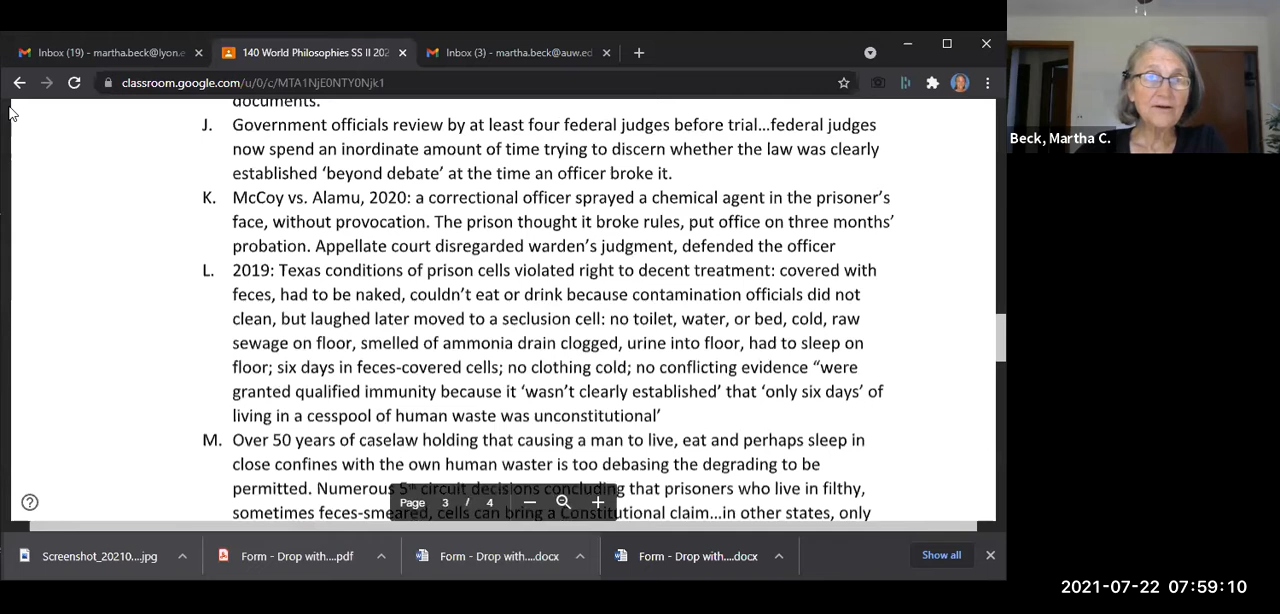 Inbox (19) - martha.beck@lyon.e
140 World Philosophies SS II 202
Inbox (3) - martha.beck@auw.ed
classroom.google.com/u/0/c/MTA1NjE0NTY0Njk1
Beck, Martha C.
documents.
J. Government officials review by at least four federal judges before trial…federal judges
now spend an inordinate amount of time trying to discern whether the law was clearly
established ‘beyond debate’ at the time an officer broke it.
K. McCoy vs. Alamu, 2020: a correctional officer sprayed a chemical agent in the prisoner’s
face, without provocation. The prison thought it broke rules, put office on three months’
probation. Appellate court disregarded warden’s judgment, defended the officer
L. 2019: Texas conditions of prison cells violated right to decent treatment: covered with
feces, had to be naked, couldn’t eat or drink because contamination officials did not
clean, but laughed later moved to a seclusion cell: no toilet, water, or bed, cold, raw
sewage on floor, smelled of ammonia drain clogged, urine into floor, had to sleep on
floor; six days in feces-covered cells; no clothing cold; no conflicting evidence “were
granted qualified immunity because it ‘wasn’t clearly established’ that ‘only six days’ of
living in a cesspool of human waste was unconstitutional’
M. Over 50 years of caselaw holding that causing a man to live, eat and perhaps sleep in
close confines with the own human waster is too debasing the degrading to be
permitted. Numerous 5th circuit decisions concluding that prisoners who live in filthy,
Page 3 / 4
sometimes feces-smeared, cells can bring a Constitutional claim…in other states, only
Screenshot_20210....jpg
Form - Drop with....pdf
Form - Drop with....docx
Form - Drop with....docx
Show all
2021-07-22 07:59:10